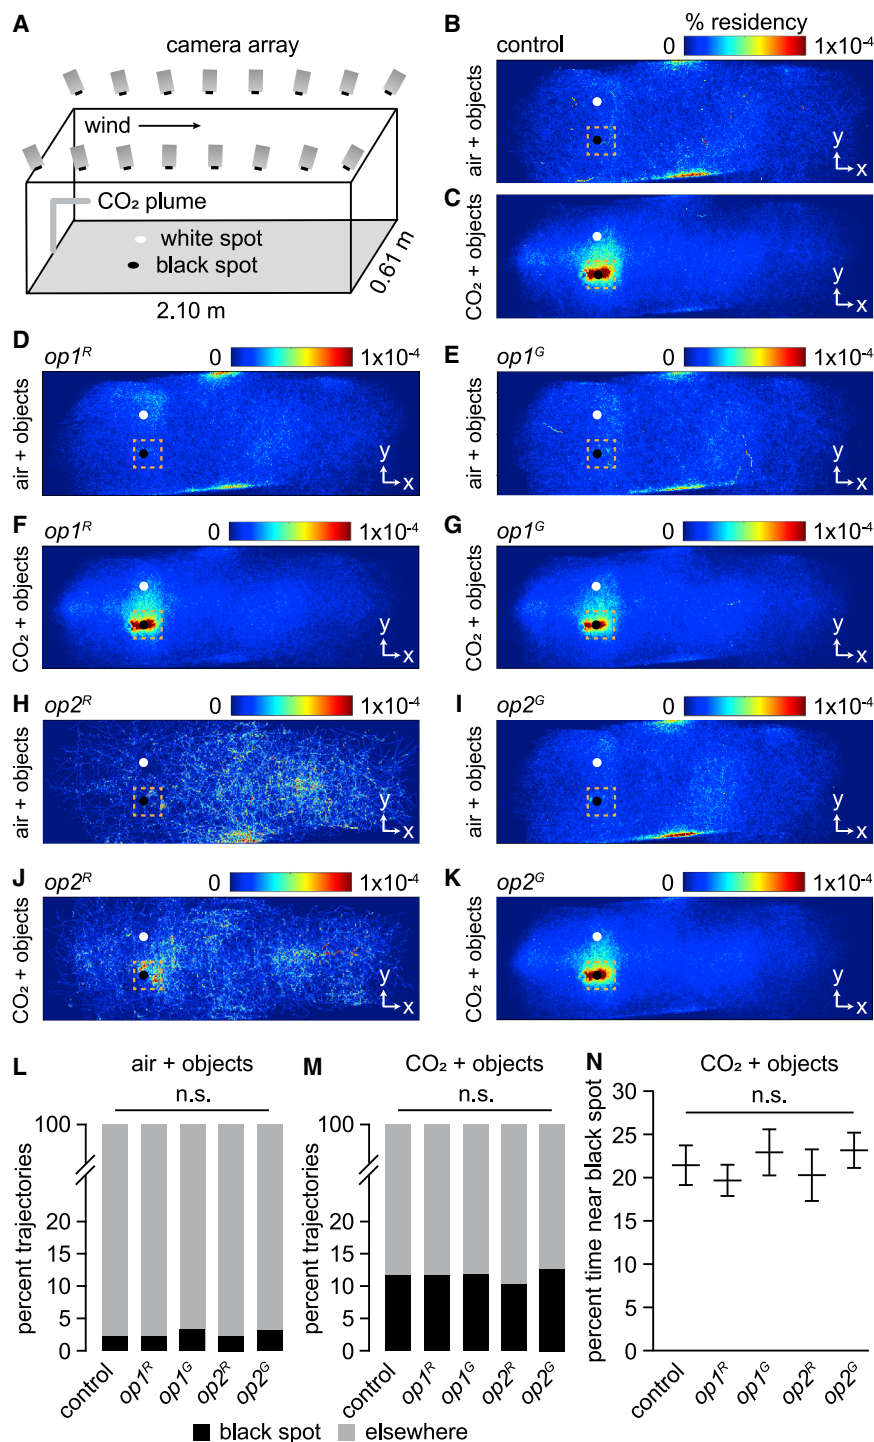 A
camera array
wind
CO₂ plume
white spot
black spot
0.61 m
2.10 m
B
control
% residency
0
1x10⁻⁴
air + objects
y
x
C
CO₂ + objects
y
x
D
op1ᴿ
0
1x10⁻⁴
air + objects
y
x
E
op1ᴳ
0
1x10⁻⁴
air + objects
y
x
F
op1ᴿ
0
1x10⁻⁴
CO₂ + objects
y
x
G
op1ᴳ
0
1x10⁻⁴
CO₂ + objects
y
x
H
op2ᴿ
0
1x10⁻⁴
air + objects
y
x
I
op2ᴳ
0
1x10⁻⁴
air + objects
y
x
J
op2ᴿ
0
1x10⁻⁴
CO₂ + objects
y
x
K
op2ᴳ
0
1x10⁻⁴
CO₂ + objects
y
x
L
air + objects
n.s.
percent trajectories
100
20
15
10
5
0
control
op1ᴿ
op1ᴳ
op2ᴿ
op2ᴳ
M
CO₂ + objects
n.s.
percent trajectories
100
20
15
10
5
0
control
op1ᴿ
op1ᴳ
op2ᴿ
op2ᴳ
black spot
elsewhere
N
CO₂ + objects
n.s.
percent time near black spot
30
25
20
15
10
5
0
control
op1ᴿ
op1ᴳ
op2ᴿ
op2ᴳ